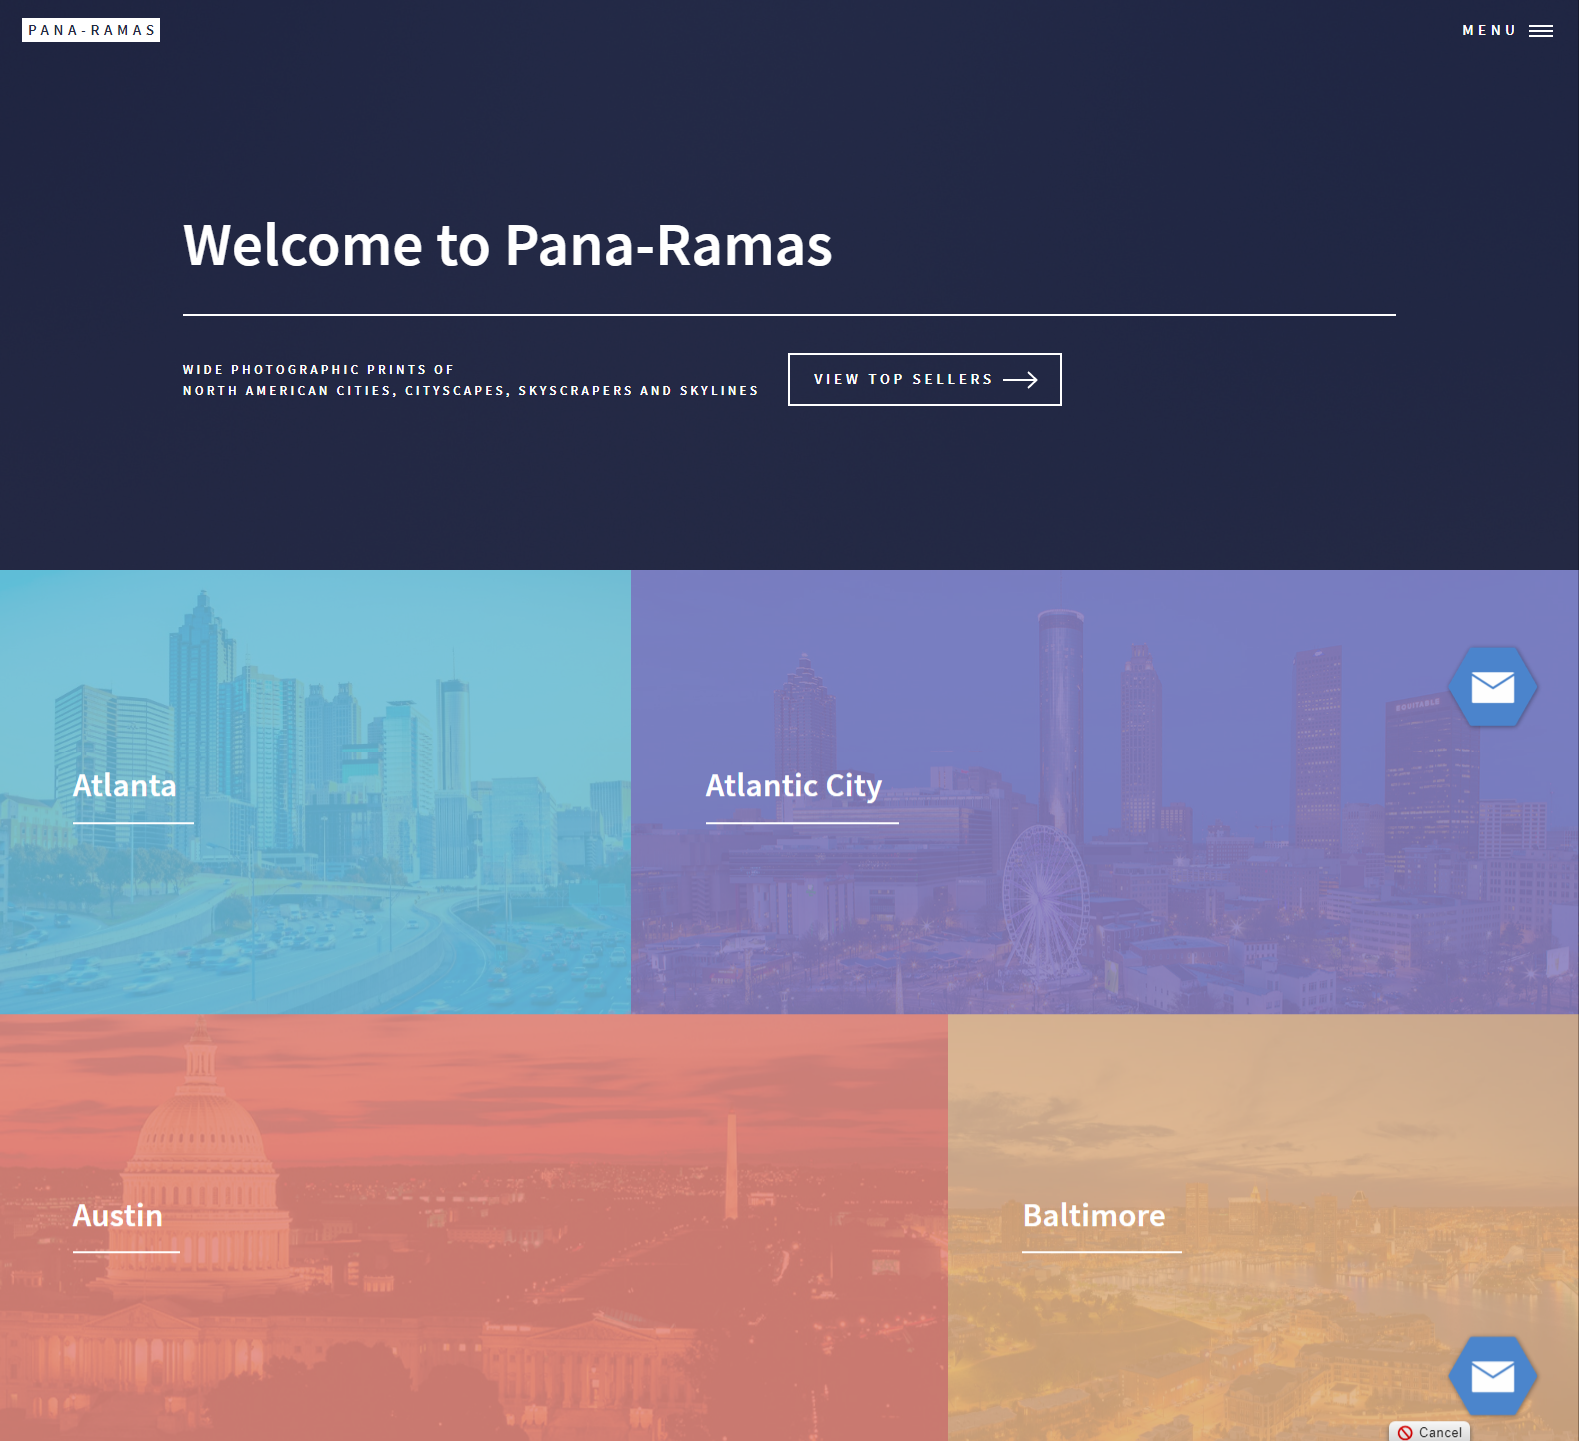 PANA-RAMAS
MENU
Welcome to Pana-Ramas
WIDE PHOTOGRAPHIC PRINTS OF
NORTH AMERICAN CITIES, CITYSCAPES, SKYSCRAPERS AND SKYLINES
VIEW TOP SELLERS
EQUITABLE
Atlanta
Atlantic City
Austin
Baltimore
Cancel